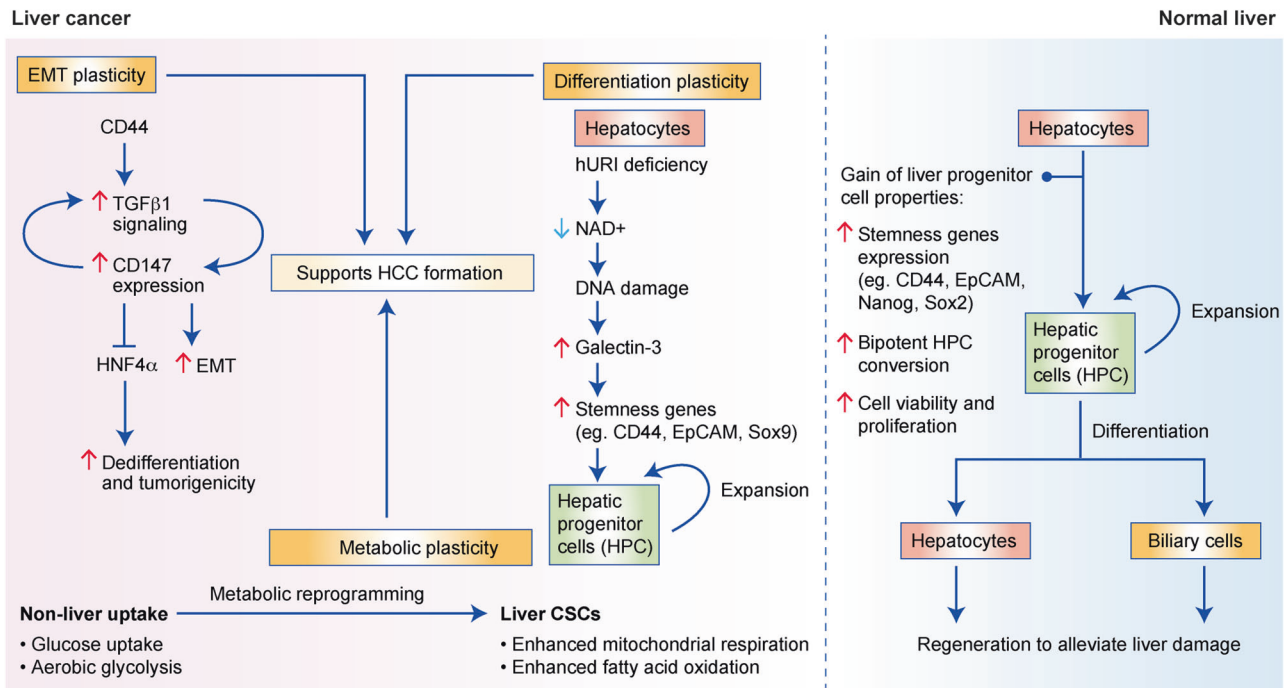 Liver cancer
Normal liver
EMT plasticity
CD44
TGFβ1
signaling
CD147
expression
HNF4α
EMT
Dedifferentiation
and tumorigenicity
Supports HCC formation
Metabolic plasticity
Differentiation plasticity
Hepatocytes
hURI deficiency
NAD+
DNA damage
Galectin-3
Stemness genes
(eg. CD44, EpCAM, Sox9)
Hepatic
progenitor
cells (HPC)
Expansion
Metabolic reprogramming
Non-liver uptake
• Glucose uptake
• Aerobic glycolysis
Liver CSCs
• Enhanced mitochondrial respiration
• Enhanced fatty acid oxidation
Hepatocytes
Gain of liver progenitor
cell properties:
Stemness genes
expression
(eg. CD44, EpCAM,
Nanog, Sox2)
Bipotent HPC
conversion
Cell viability and
proliferation
Hepatic
progenitor
cells (HPC)
Expansion
Differentiation
Hepatocytes
Biliary cells
Regeneration to alleviate liver damage